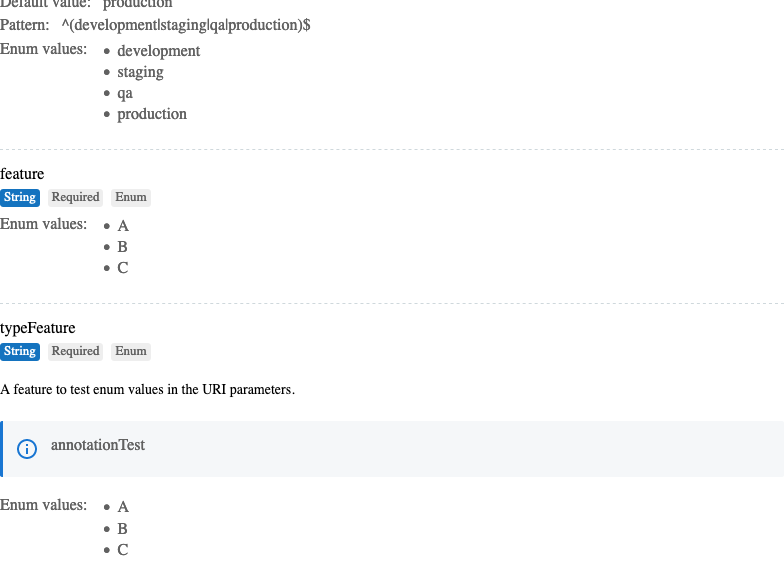 Default value: production
Pattern: ^(development|staging|qa|production)$
Enum values: • development
• staging
• qa
• production
feature
String Required Enum
Enum values: • A
• B
• C
typeFeature
String Required Enum
A feature to test enum values in the URI parameters.
annotationTest
Enum values: • A
• B
• C